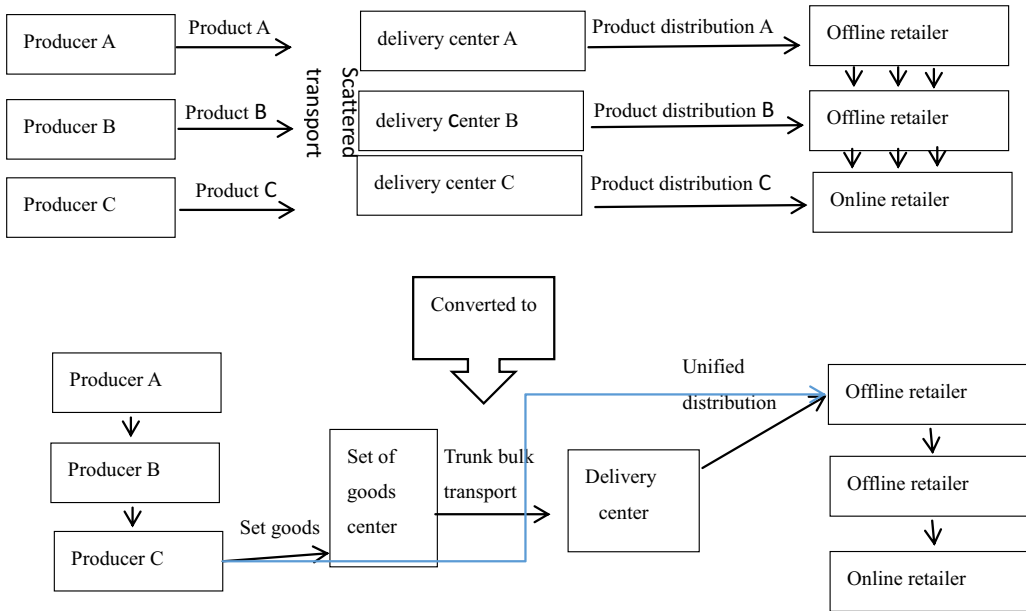 Producer A
Product A
delivery center A
Product distribution A
Offline retailer
Scattered
transport
Producer B
Product B
delivery center B
Product distribution B
Offline retailer
Producer C
Product C
delivery center C
Product distribution C
Online retailer
Converted to
Producer A
Producer B
Producer C
Set goods
Set of
goods
center
Trunk bulk
transport
Delivery
center
Unified
distribution
Offline retailer
Offline retailer
Online retailer